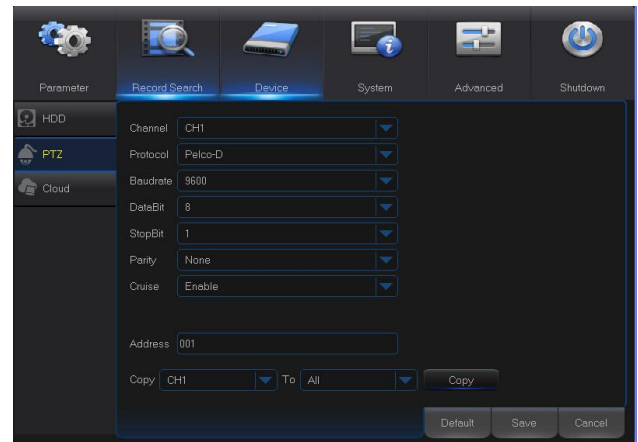 Parameter Record Search Device System Advanced Shutdown
HDD
PTZ
Cloud
Channel CH1
Protocol Pelco-D
Baudrate 9600
DataBit 8
StopBit 1
Parity None
Cruise Enable
Address 001
Copy CH1 To All Copy
Default Save Cancel